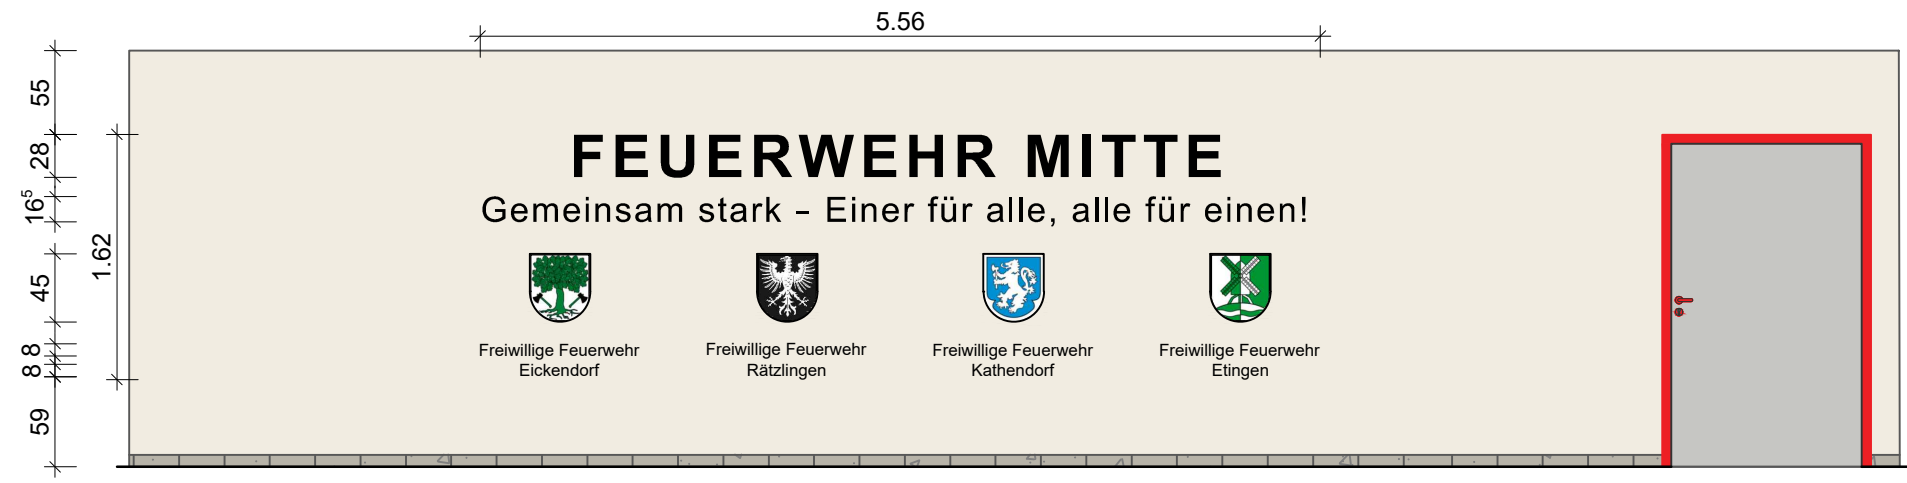 5.56
55
FEUERWEHR MITTE
28
16⁵
Gemeinsam stark – Einer für alle, alle für einen!
1.62
45
Freiwillige Feuerwehr
Eickendorf
Freiwillige Feuerwehr
Rätzlingen
Freiwillige Feuerwehr
Kathendorf
Freiwillige Feuerwehr
Etingen
8
8
59